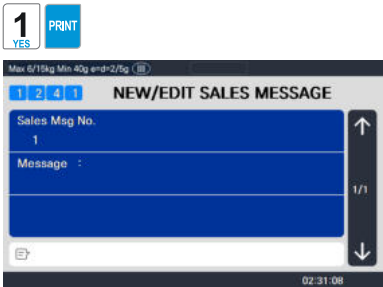 1 PRINT
YES
Max 6/15kg Min 40g e=d=2/5g (III)
1 2 4 1 NEW/EDIT SALES MESSAGE
Sales Msg No.
1
Message :
1/1
02:31:08